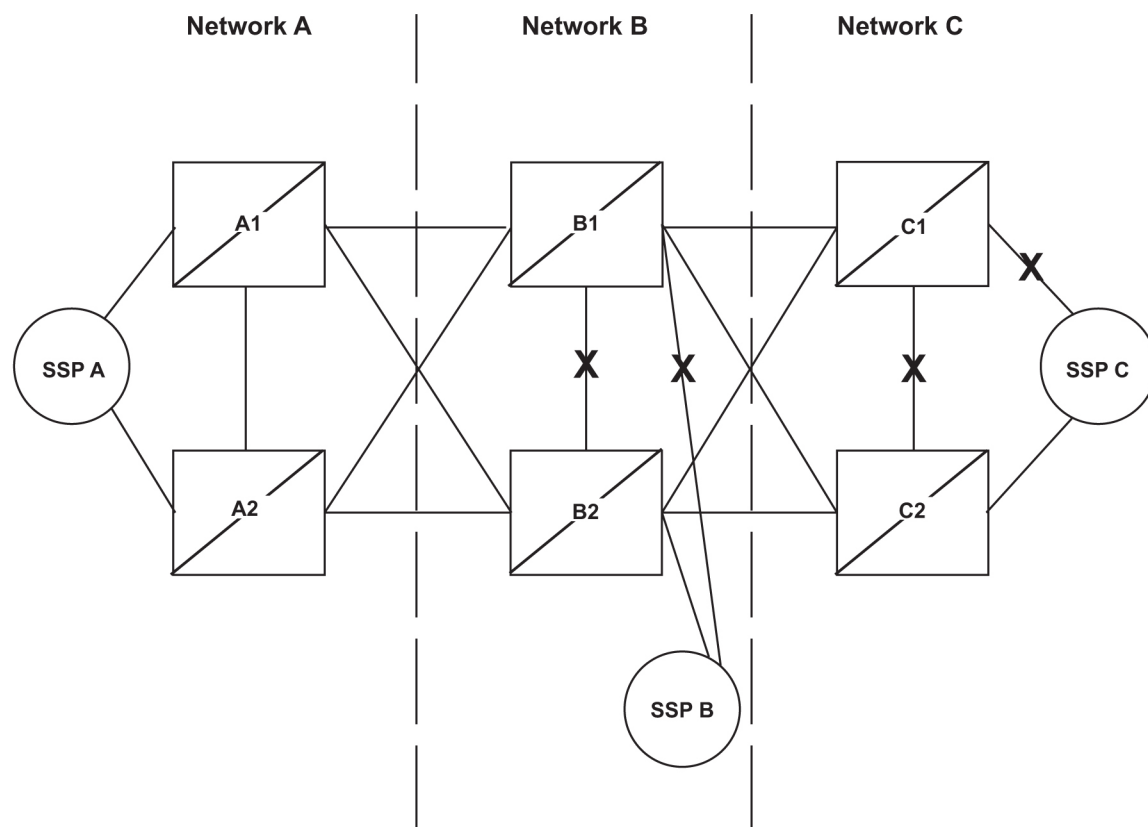 Network A
Network B
Network C
A1
B1
C1
X
X
X
X
SSP A
SSP C
A2
B2
C2
SSP B